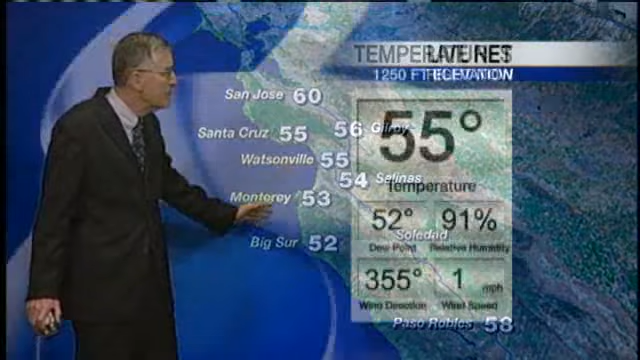 TEMPERATURES
LIVE NET
1250 FT ELEVATION
San Jose 60
Santa Cruz 55
56 Gilroy
55°
Watsonville 55
54 Salinas
Temperature
Monterey 53
52° 91%
Soledad
Dew Point Relative Humidity
Big Sur 52
355° 1 mph
Wind Direction Wind Speed
Paso Robles 58